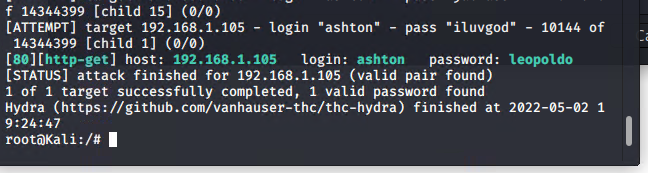 f 14344399 [child 15] (0/0)
[ATTEMPT] target 192.168.1.105 - login "ashton" - pass "iluvgod" - 10144 of
14344399 [child 1] (0/0)
[80][http-get] host: 192.168.1.105 login: ashton password: leopoldo
[STATUS] attack finished for 192.168.1.105 (valid pair found)
1 of 1 target successfully completed, 1 valid password found
Hydra (https://github.com/vanhauser-thc/thc-hydra) finished at 2022-05-02 1
9:24:47
root@Kali:/#